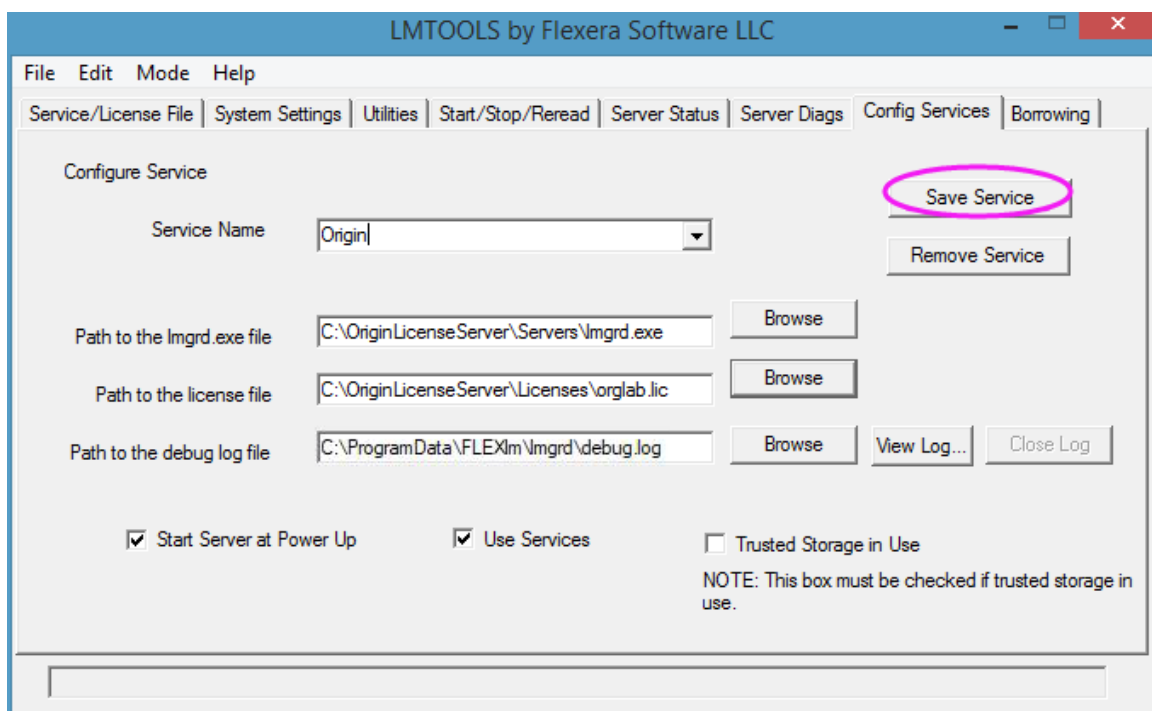 LMTOOLS by Flexera Software LLC
File Edit Mode Help
Service/License File System Settings Utilities Start/Stop/Reread Server Status Server Diags Config Services Borrowing
Configure Service
Save Service
Service Name Origin
Remove Service
Path to the lmgrd.exe file C:\OriginLicenseServer\Servers\lmgrd.exe Browse
Path to the license file C:\OriginLicenseServer\Licenses\orglab.lic Browse
Path to the debug log file C:\ProgramData\FLEXlm\lmgrd\debug.log Browse View Log... Close Log
Start Server at Power Up Use Services Trusted Storage in Use
NOTE: This box must be checked if trusted storage in
use.